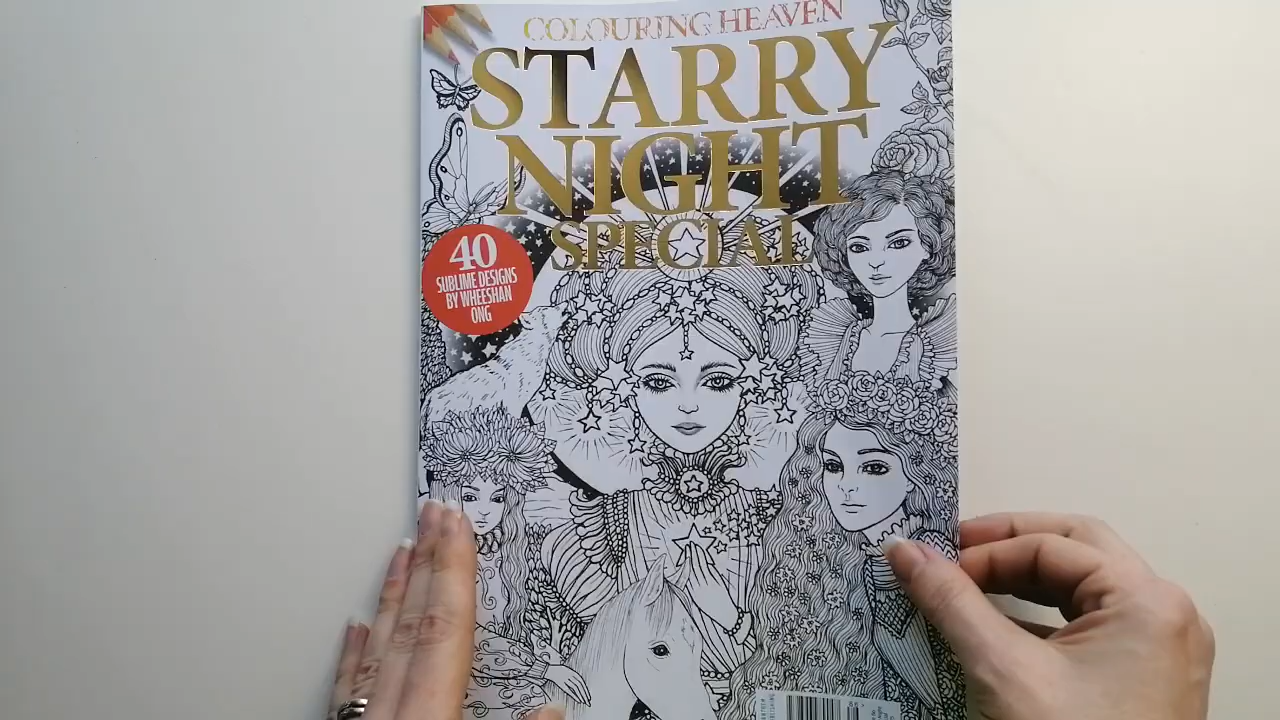 COLOURING HEAVEN
STARRY
NIGHT
SPECIAL
40
SUBLIME DESIGNS
BY WHEESHAN
ONG